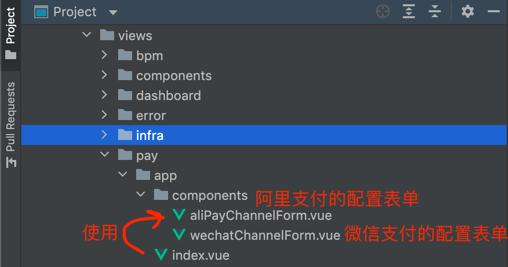 Project
Pull Requests
Project
views
bpm
components
dashboard
error
infra
pay
app
components 阿里支付的配置表单
aliPayChannelForm.vue
使用
wechatChannelForm.vue 微信支付的配置表单
index.vue